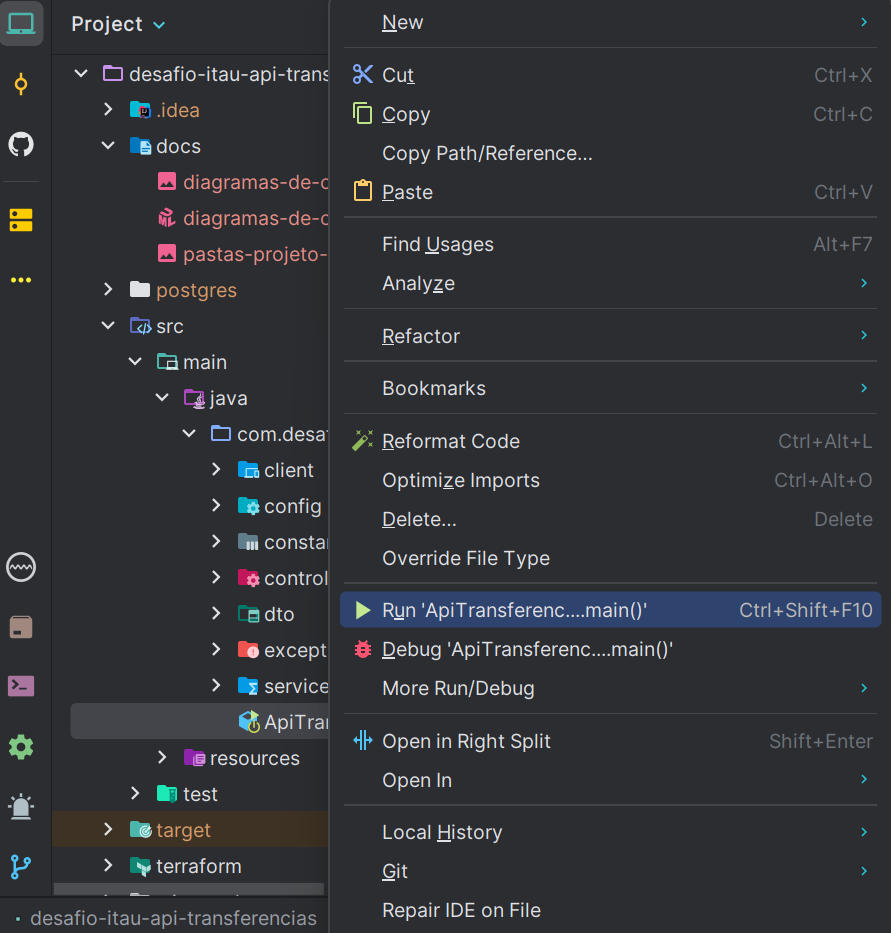 Project
desafio-itau-api-trans
.idea
docs
diagramas-de-c
diagramas-de-c
pastas-projeto-
postgres
src
main
java
com.desaf
client
config
constan
control
dto
except
service
ApiTran
resources
test
target
terraform
desafio-itau-api-transferencias
New
Cut Ctrl+X
Copy Ctrl+C
Copy Path/Reference...
Paste Ctrl+V
Find Usages Alt+F7
Analyze
Refactor
Bookmarks
Reformat Code Ctrl+Alt+L
Optimize Imports Ctrl+Alt+O
Delete... Delete
Override File Type
Run 'ApiTransferenc....main()' Ctrl+Shift+F10
Debug 'ApiTransferenc....main()'
More Run/Debug
Open in Right Split Shift+Enter
Open In
Local History
Git
Repair IDE on File